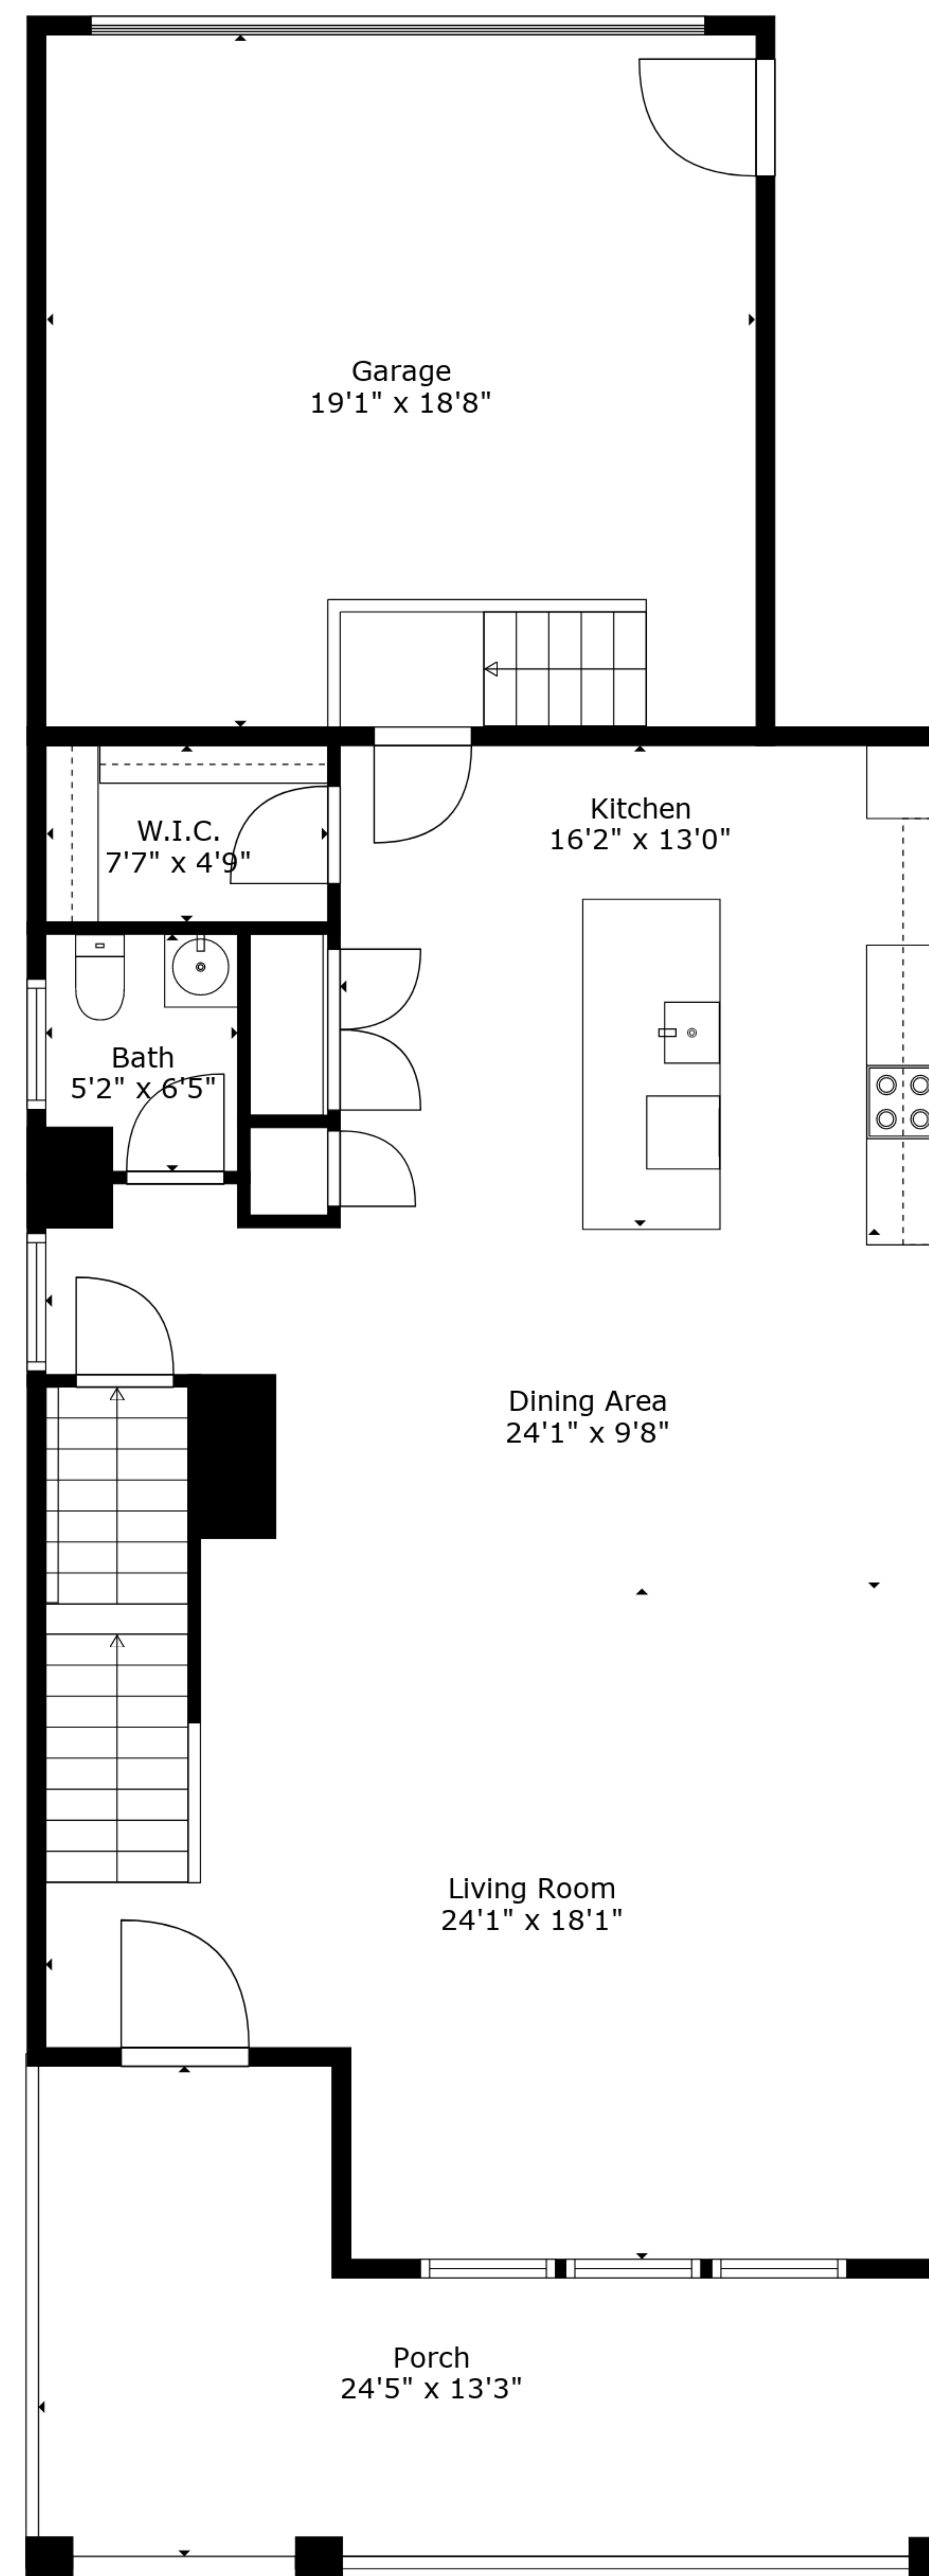 Garage
19'1" x 18'8"
Kitchen
16'2" x 13'0"
W.I.C.
7'7" x 4'9"
Bath
5'2" x 6'5"
Dining Area
24'1" x 9'8"
Living Room
24'1" x 18'1"
Porch
24'5" x 13'3"